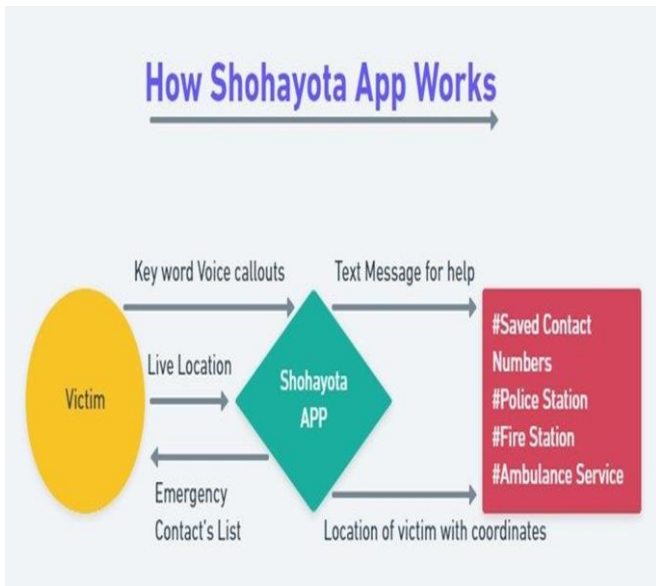 How Shohayota App Works
Key word Voice callouts
Text Message for help
Live Location
Victim
Shohayota
APP
Emergency
Contact's List
#Saved Contact
Numbers
#Police Station
#Fire Station
#Ambulance Service
Location of victim with coordinates